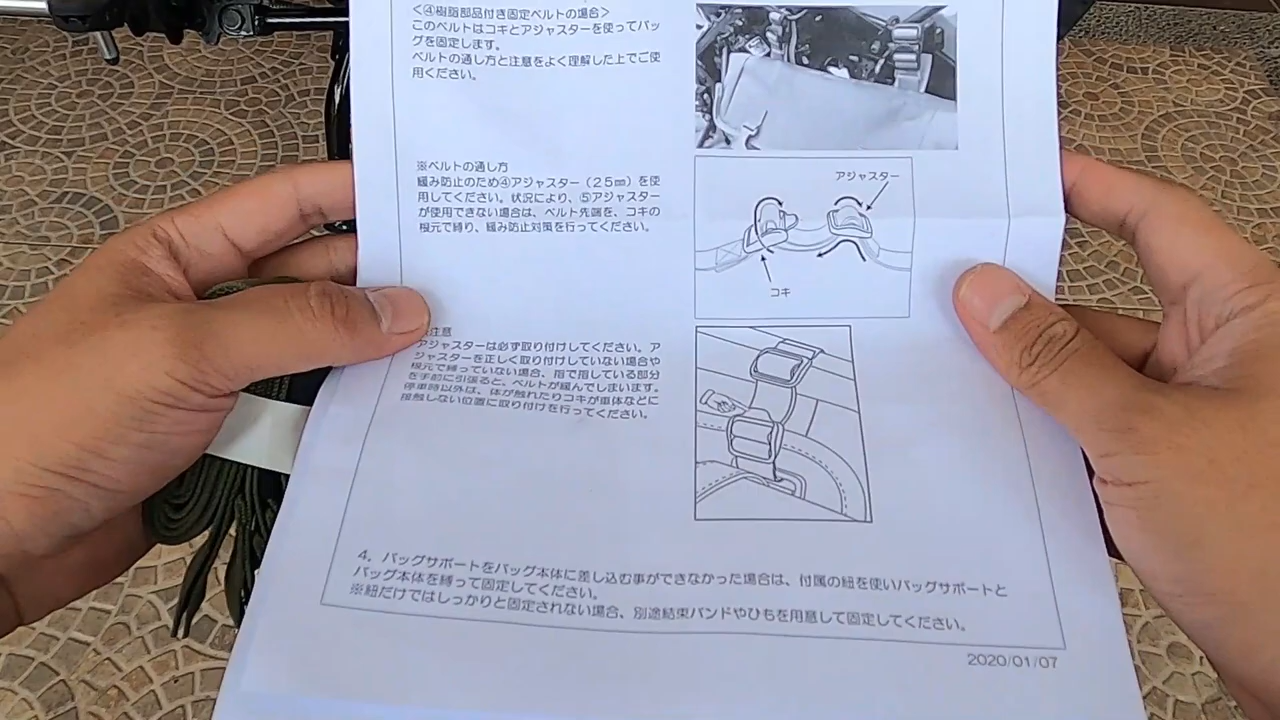 <④樹脂部品付き固定ベルトの場合>
このベルトはコキとアジャスターを使ってバッ
グを固定します。
ベルトの通し方と注意をよく理解した上でご使
用ください。
※ベルトの通し方
緩み防止のため④アジャスター(25㎜)を使
用してください。状況により、⑤アジャスター
が使用できない場合は、ベルト先端を、コキの
根元で縛り、緩み防止対策を行ってください。
アジャスター
コキ
※注意
アジャスターは必ず取り付けしてください。ア
ジャスターを正しく取り付けしていない場合や
根元で縛っていない場合、指で指している部分
を手前に引張ると、ベルトが緩んでしまいます。
停車時以外は、体が触れたりコキが車体などに
接触しない位置に取り付けを行ってください。
4. バッグサポートをバッグ本体に差し込む事ができなかった場合は、付属の紐を使いバッグサポートと
バッグ本体を縛って固定してください。
※紐だけではしっかりと固定されない場合、別途結束バンドやひもを用意して固定してください。
2020/01/07